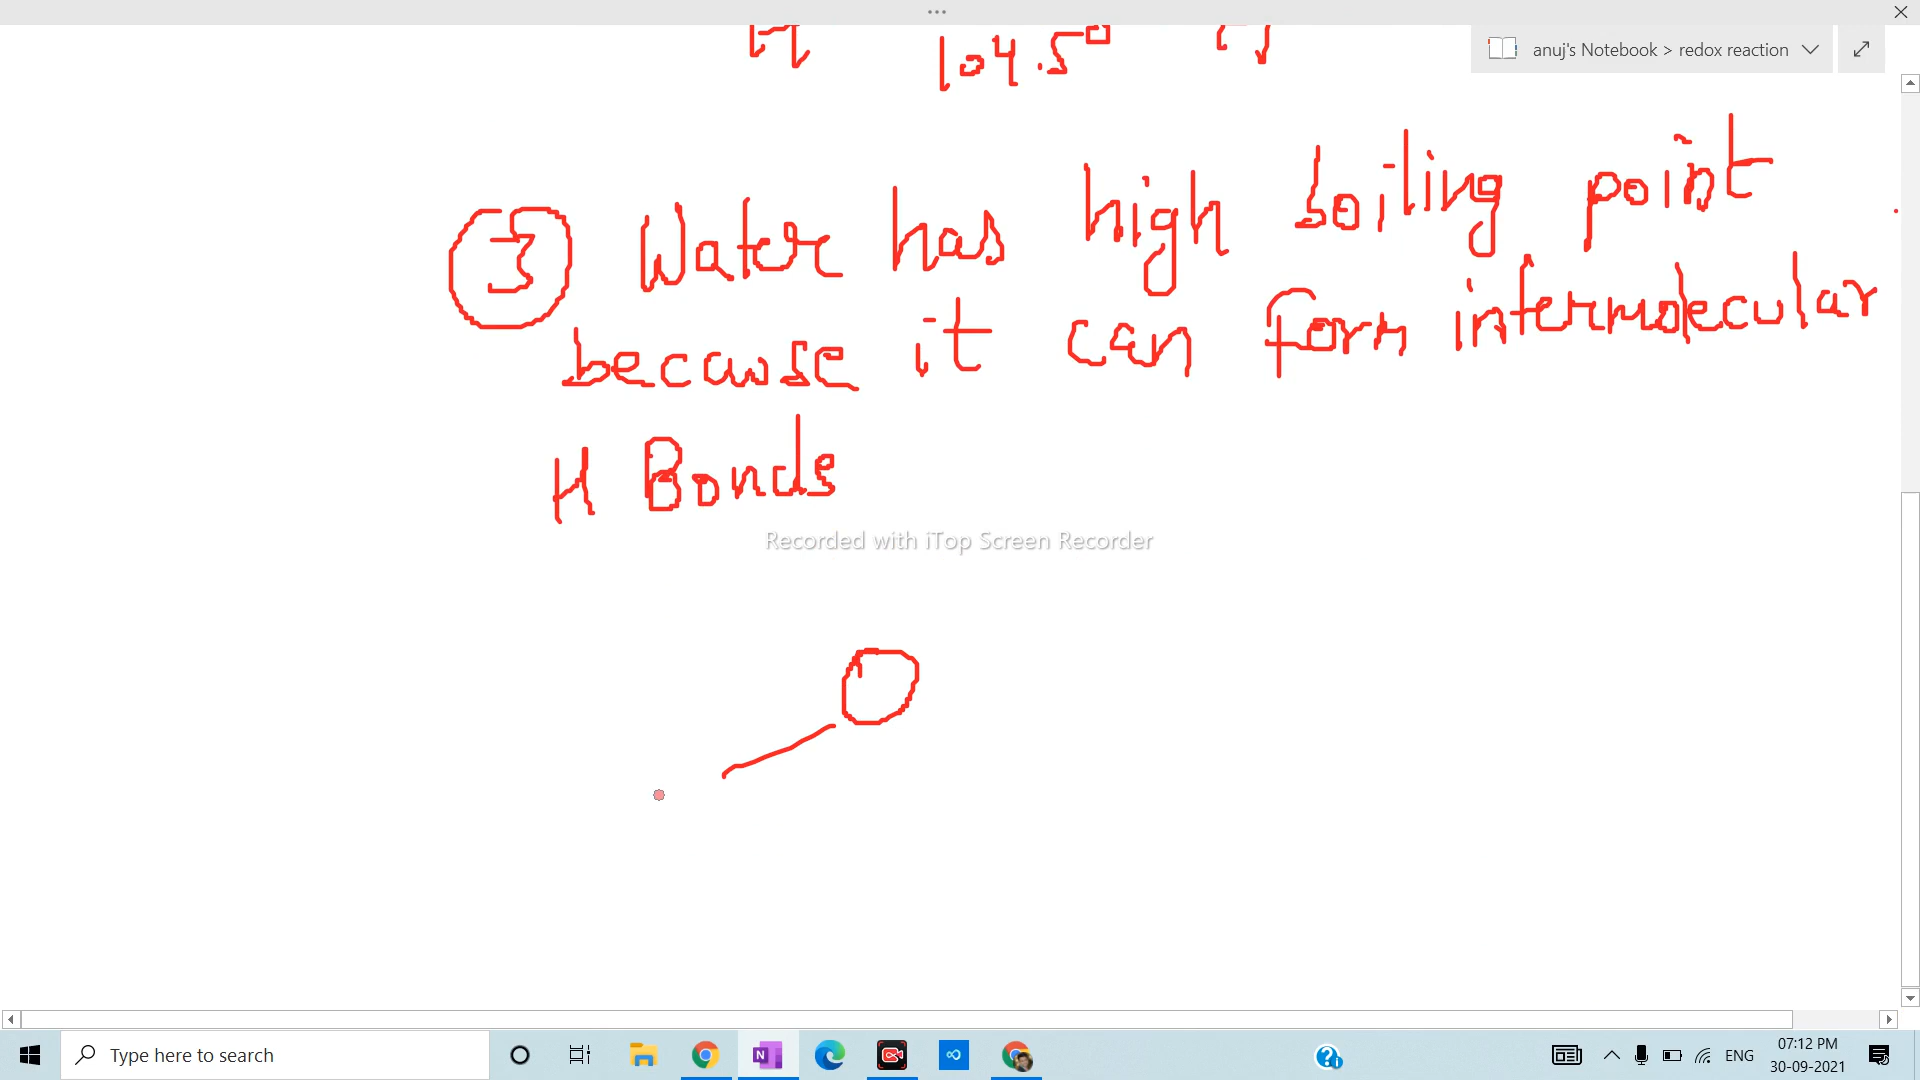 anuj's Notebook > redox reaction
104.5°
3 Water has high boiling point
because it can form intermolecular
H Bonds
Recorded with iTop Screen Recorder
O
Type here to search
ENG
07:12 PM
30-09-2021